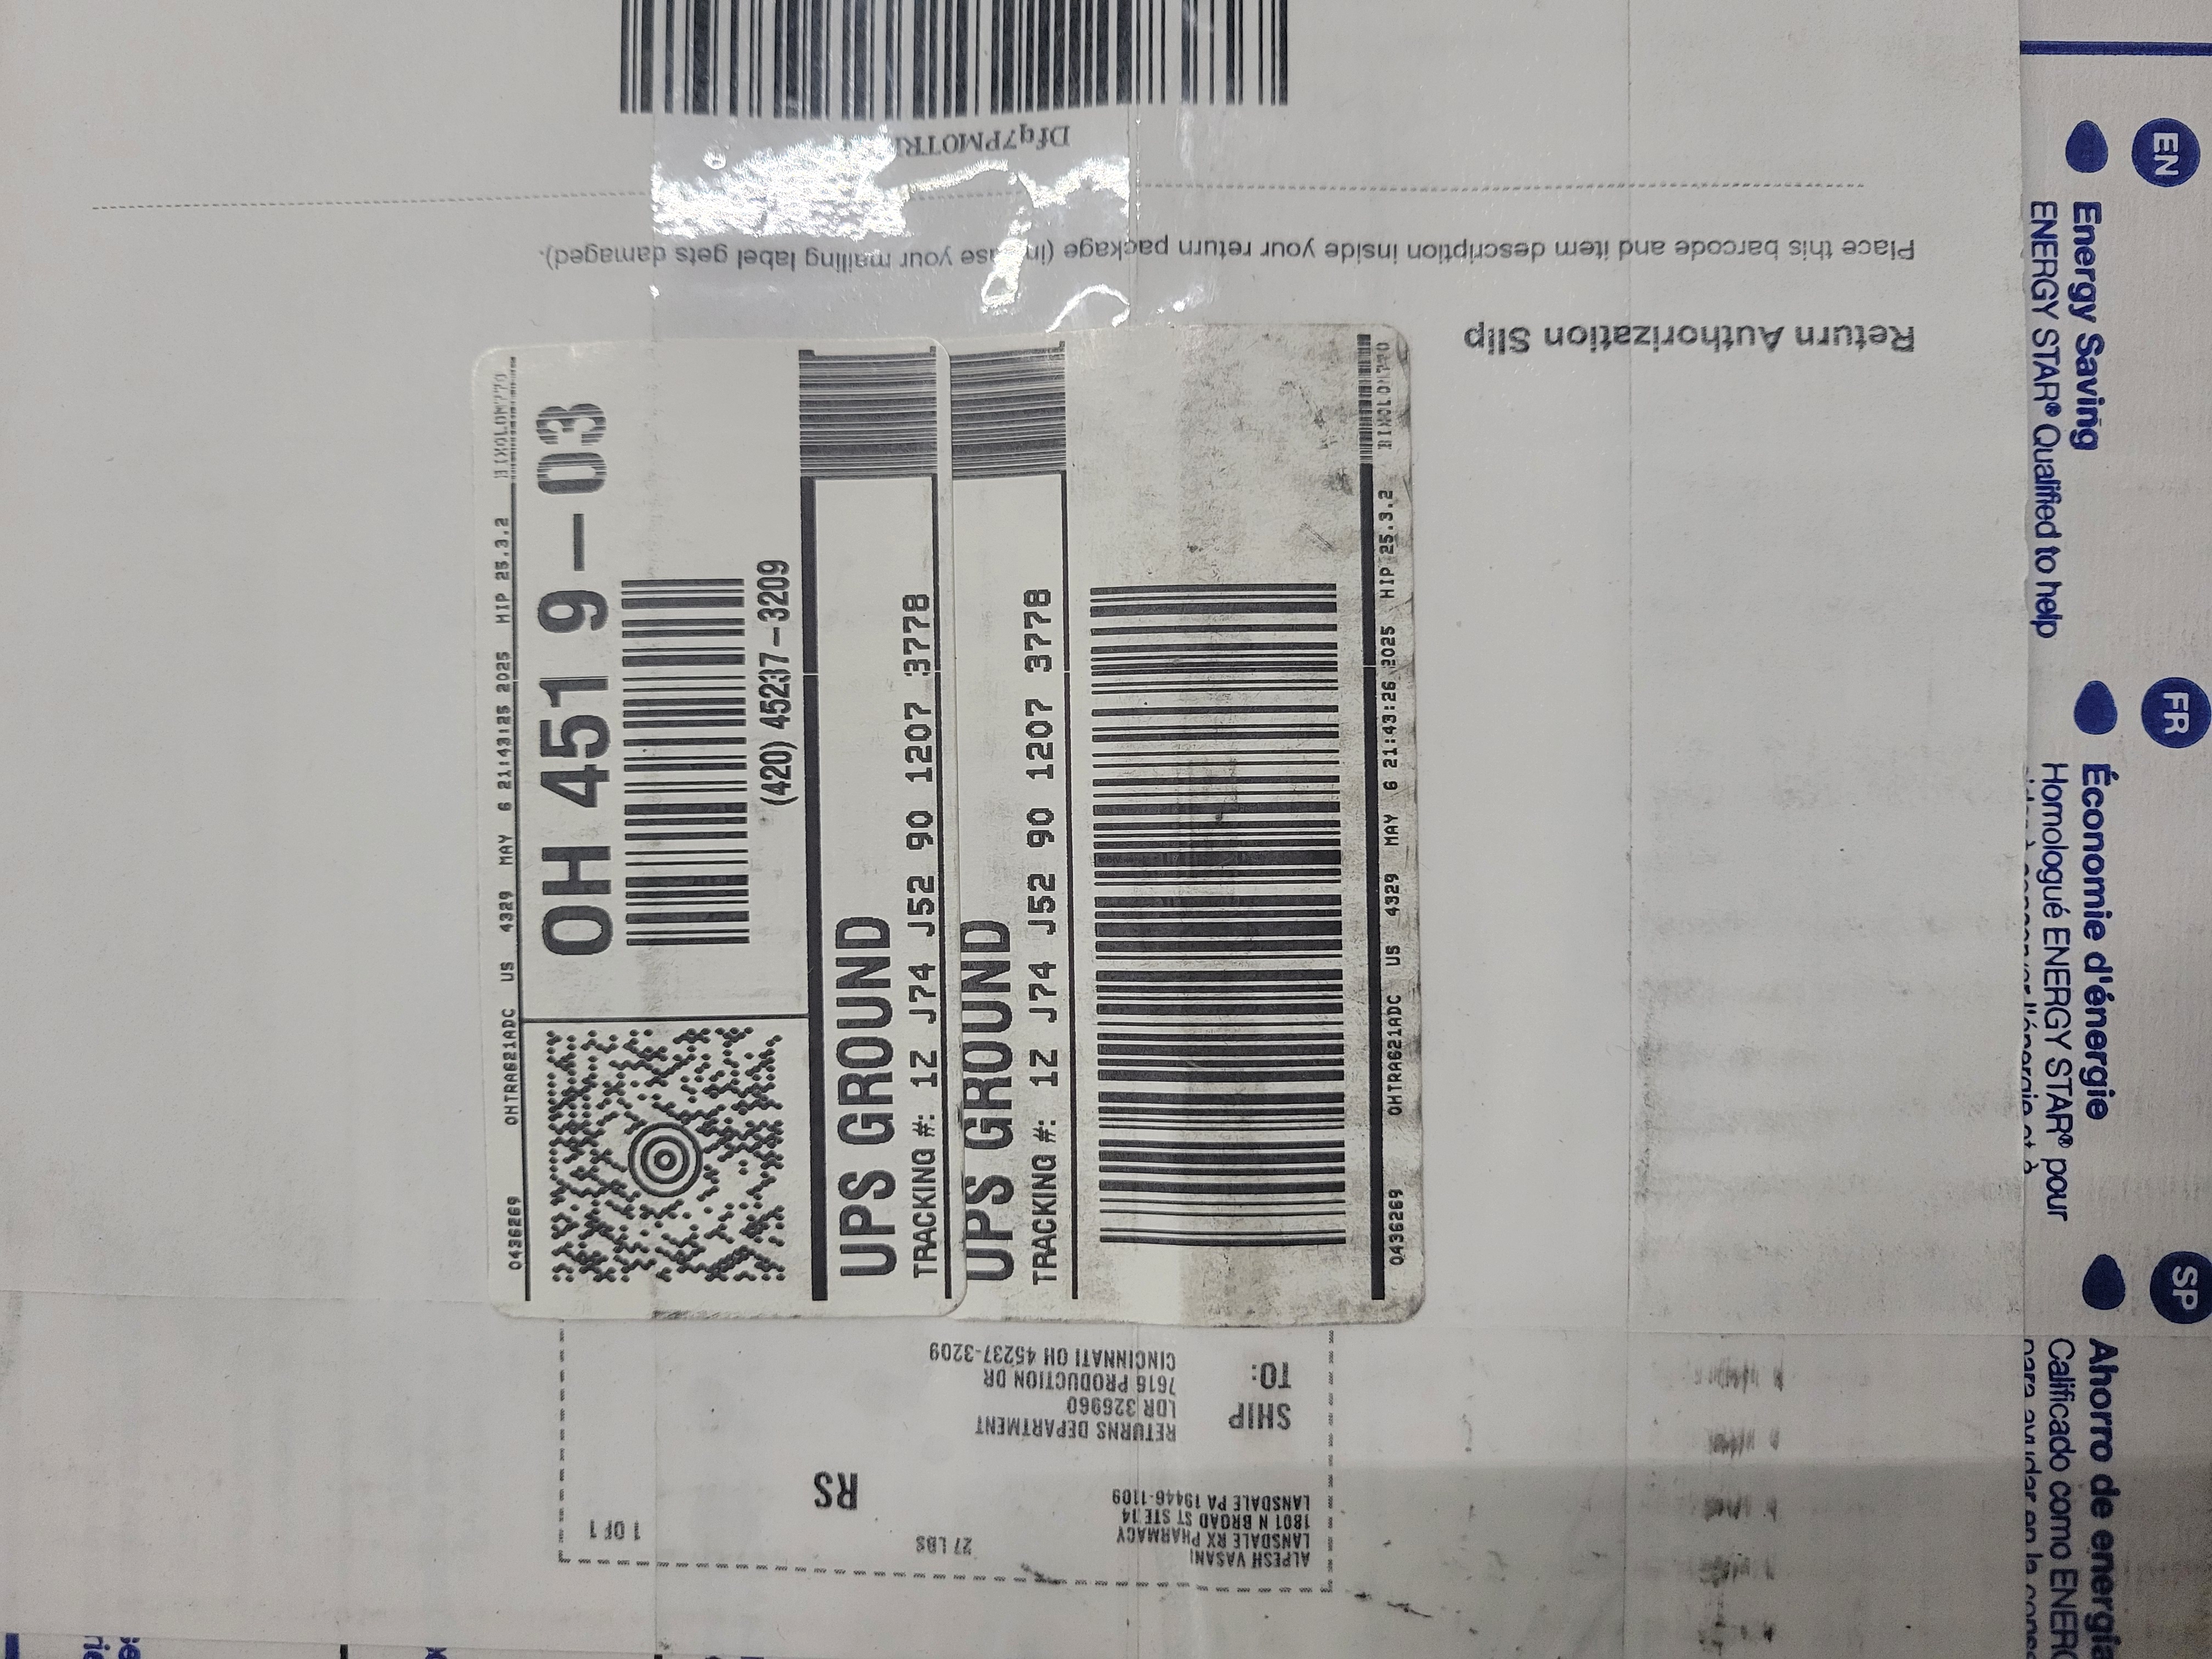 0436269 OHTRA621ADC US 4329 MAY 6 21:43:25 2025 HIP 25.3.2
OH 451 9-03
(420) 45237-3209
UPS GROUND
TRACKING #: 1Z J74 J52 90 1207 3778
UPS GROUND
TRACKING #: 1Z J74 J52 90 1207 3778
0436269 OHTRA621ADC US 4329 MAY 6 21:43:26 2025 HIP 25.3.2
ALPESH VASANI
LANSDALE RX PHARMACY
1801 N BROAD ST STE 14
LANSDALE PA 19446-1109
27 LBS
1 OF 1
RS
SHIP
TO:
RETURNS DEPARTMENT
LDR 326960
7616 PRODUCTION DR
CINCINNATI OH 45237-3209
Return Authorization Slip
Place this barcode and item description inside your return package (in case your mailing label gets damaged).
EN
Energy Saving
ENERGY STAR® Qualified to help
FR
Économie d'énergie
Homologué ENERGY STAR® pour
SP
Ahorro de energía
Calificado como